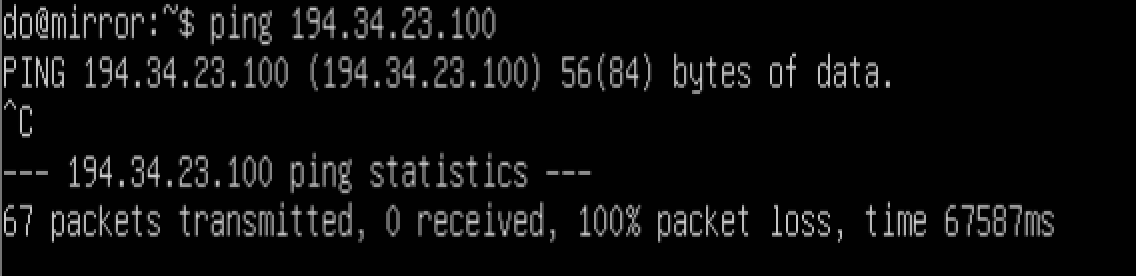 do@mirror:~$ ping 194.34.23.100
PING 194.34.23.100 (194.34.23.100) 56(84) bytes of data.
^C
--- 194.34.23.100 ping statistics ---
67 packets transmitted, 0 received, 100% packet loss, time 67587ms